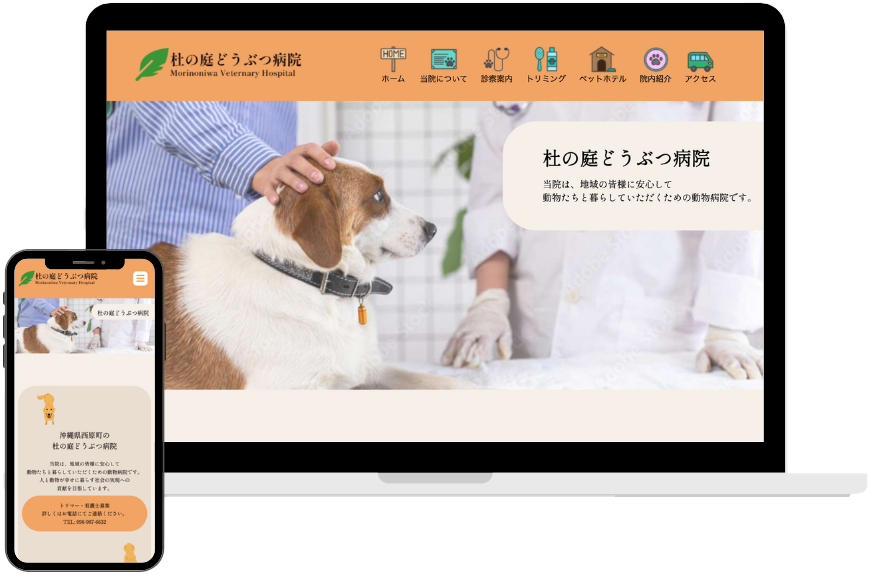 杜の庭どうぶつ病院
Morinoniwa Veternary Hospital
HOME
ホーム
当院について
診察案内
トリミング
ペットホテル
院内紹介
アクセス
杜の庭どうぶつ病院
当院は、地域の皆様に安心して
動物たちと暮らしていただくための動物病院です。
杜の庭どうぶつ病院
Morinoniwa Veternary Hospital
杜の庭どうぶつ病院
沖縄県西原町の
杜の庭どうぶつ病院
当院は、地域の皆様に安心して
動物たちと暮らしていただくための動物病院です。
人と動物が幸せに暮らす社会の実現への
貢献を目指しています。
トリマー・看護士募集
詳しくはお電話にてご連絡ください。
TEL: 098-987-6632